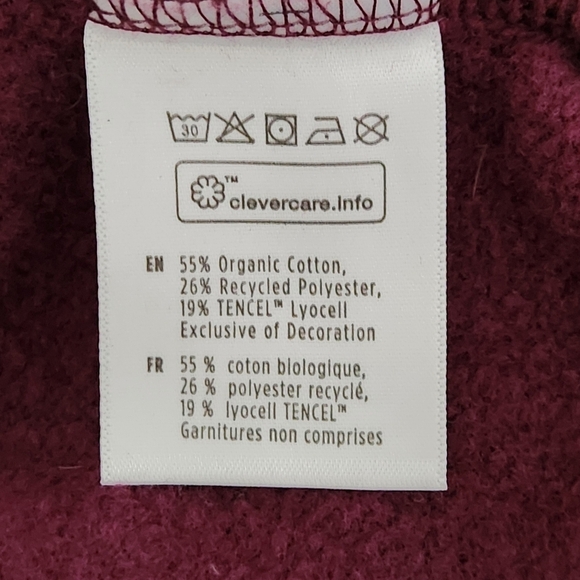 30
™ clevercare.info
EN 55% Organic Cotton,
26% Recycled Polyester,
19% TENCEL™ Lyocell
Exclusive of Decoration
FR 55 % coton biologique,
26 % polyester recyclé,
19 % lyocell TENCEL™
Garnitures non comprises